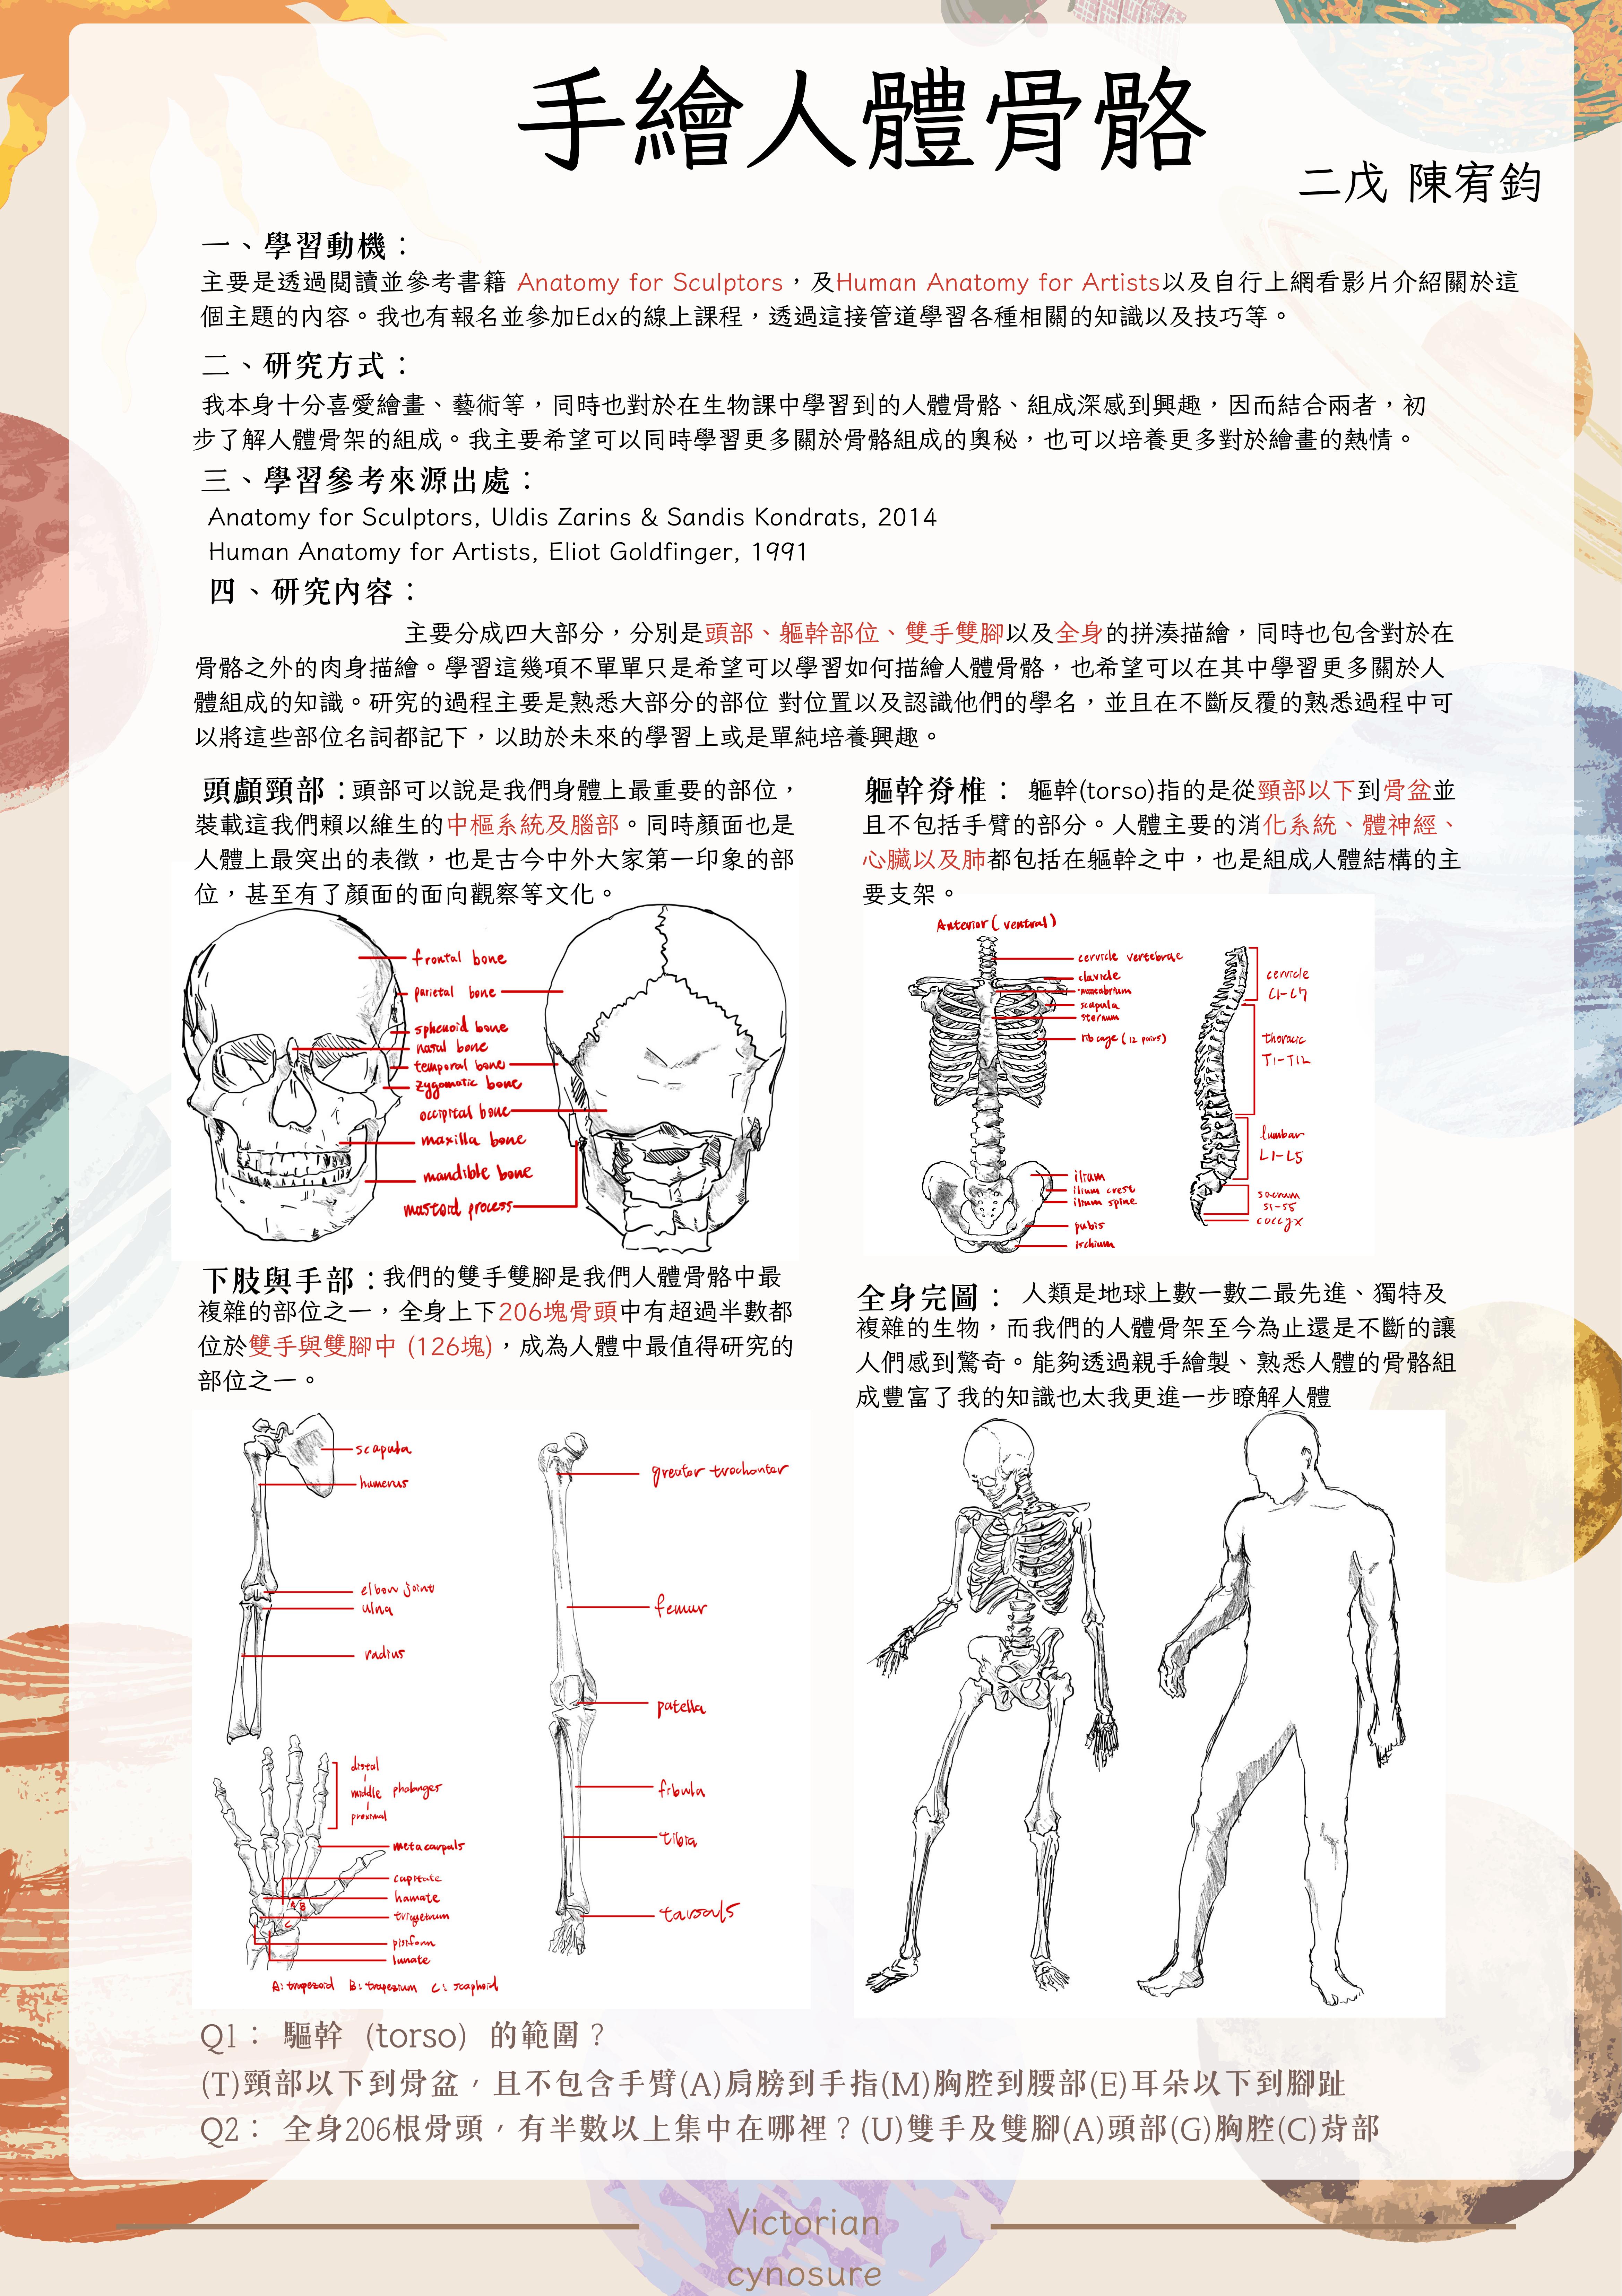 手繪人體骨骼
二戊 陳宥鈞
一、學習動機：
主要是透過閱讀並參考書籍 Anatomy for Sculptors，及Human Anatomy for Artists以及自行上網看影片介紹關於這
個主題的內容。我也有報名並參加Edx的線上課程，透過這接管道學習各種相關的知識以及技巧等。
二、研究方式：
我本身十分喜愛繪畫、藝術等，同時也對於在生物課中學習到的人體骨骼、組成深感到興趣，因而結合兩者，初
步了解人體骨架的組成。我主要希望可以同時學習更多關於骨骼組成的奧秘，也可以培養更多對於繪畫的熱情。
三、學習參考來源出處：
Anatomy for Sculptors, Uldis Zarins & Sandis Kondrats, 2014
Human Anatomy for Artists, Eliot Goldfinger, 1991
四、研究內容：
主要分成四大部分，分別是頭部、軀幹部位、雙手雙腳以及全身的拼湊描繪，同時也包含對於在
骨骼之外的肉身描繪。學習這幾項不單單只是希望可以學習如何描繪人體骨骼，也希望可以在其中學習更多關於人
體組成的知識。研究的過程主要是熟悉大部分的部位 對位置以及認識他們的學名，並且在不斷反覆的熟悉過程中可
以將這些部位名詞都記下，以助於未來的學習上或是單純培養興趣。
頭顱頸部：頭部可以說是我們身體上最重要的部位，
裝載這我們賴以維生的中樞系統及腦部。同時顏面也是
人體上最突出的表徵，也是古今中外大家第一印象的部
位，甚至有了顏面的面向觀察等文化。
frontal bone
parietal bone
sphenoid bone
nasal bone
temporal bone
zygomatic bone
occipital bone
maxilla bone
mandible bone
mastoid process
軀幹脊椎： 軀幹(torso)指的是從頸部以下到骨盆並
且不包括手臂的部分。人體主要的消化系統、體神經、
心臟以及肺都包括在軀幹之中，也是組成人體結構的主
要支架。
Anterior (ventral)
cervicle vertebrae
clavicle
manubrium
scapula
sternum
rib cage (12 pairs)
ilium
ilium crest
ilium spine
pubis
Ischium
cervicle
C1-C7
thoracic
T1-T12
lumbar
L1-L5
sacrum
S1-S5
coccyx
下肢與手部：我們的雙手雙腳是我們人體骨骼中最
複雜的部位之一，全身上下206塊骨頭中有超過半數都
位於雙手與雙腳中 (126塊)，成為人體中最值得研究的
部位之一。
scapula
humerus
elbow joint
ulna
radius
distal
middle phalanges
proximal
metacarpals
capitate
hamate
triquetrum
pisiform
lunate
A B
C
A: trapezoid B: trapezium C: scaphoid
greater trochanter
femur
patella
fibula
tibia
tarsals
全身完圖： 人類是地球上數一數二最先進、獨特及
複雜的生物，而我們的人體骨架至今為止還是不斷的讓
人們感到驚奇。能夠透過親手繪製、熟悉人體的骨骼組
成豐富了我的知識也太我更進一步瞭解人體
Q1： 驅幹 (torso) 的範圍？
(T)頸部以下到骨盆，且不包含手臂(A)肩膀到手指(M)胸腔到腰部(E)耳朵以下到腳趾
Q2： 全身206根骨頭，有半數以上集中在哪裡？(U)雙手及雙腳(A)頭部(G)胸腔(C)背部
Victorian
cynosure